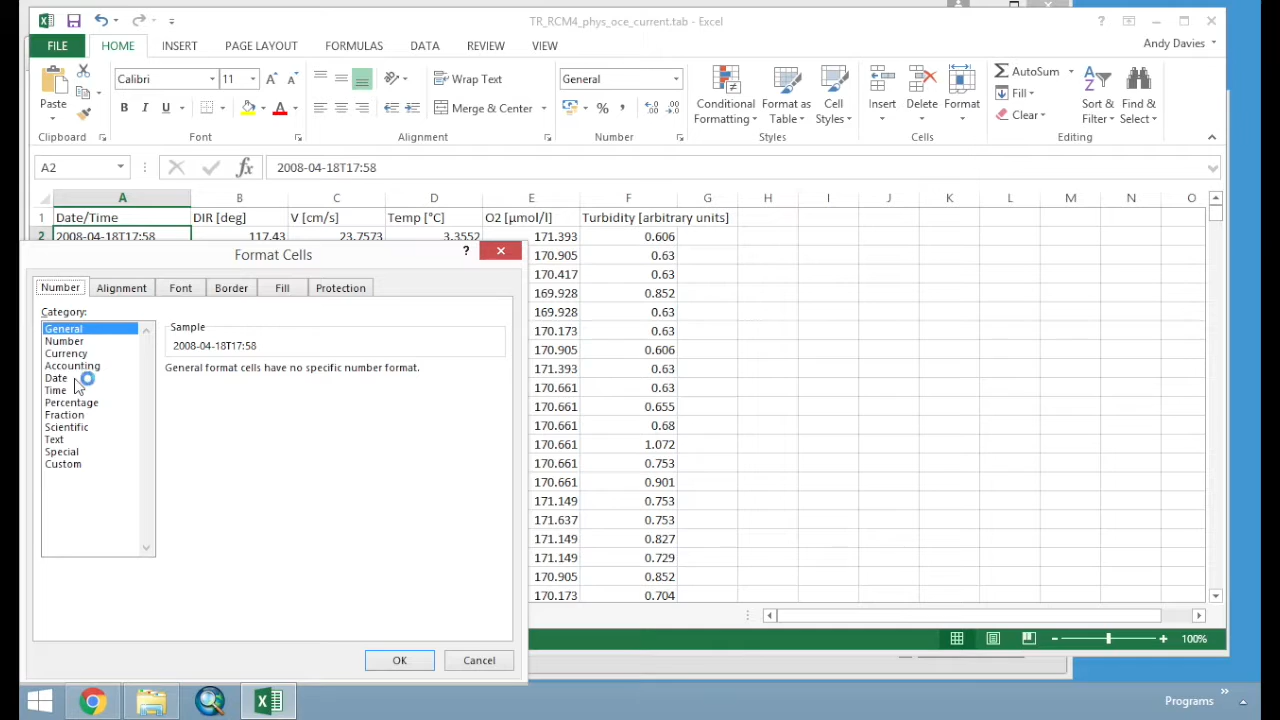 TR_RCM4_phys_oce_current.tab - Excel
?
FILE HOME INSERT PAGE LAYOUT FORMULAS DATA REVIEW VIEW Andy Davies
Paste
Calibri 11 A A
B I U A
Wrap Text
Merge & Center
General
% ,
Conditional Formatting
Format as Table
Cell Styles
Insert Delete Format
AutoSum
Fill
Clear
Sort & Filter
Find & Select
Clipboard Font Alignment Number Styles Cells Editing
A2 fx 2008-04-18T17:58
A B C D E F G H I J K L M N O
1 Date/Time DIR [deg] V [cm/s] Temp [°C] O2 [µmol/l] Turbidity [arbitrary units]
2 2008-04-18T17:58 117.43 23.7573 3.3552 171.393 0.606
170.905 0.63
170.417 0.63
169.928 0.852
169.928 0.63
170.173 0.63
170.905 0.606
171.393 0.63
170.661 0.63
170.661 0.655
170.661 0.68
170.661 1.072
170.661 0.753
170.661 0.901
171.149 0.753
171.637 0.753
171.149 0.827
171.149 0.729
170.905 0.852
170.173 0.704
Format Cells
?
Number Alignment Font Border Fill Protection
Category:
General
Number
Currency
Accounting
Date
Time
Percentage
Fraction
Scientific
Text
Special
Custom
Sample
2008-04-18T17:58
General format cells have no specific number format.
OK Cancel
100%
Programs